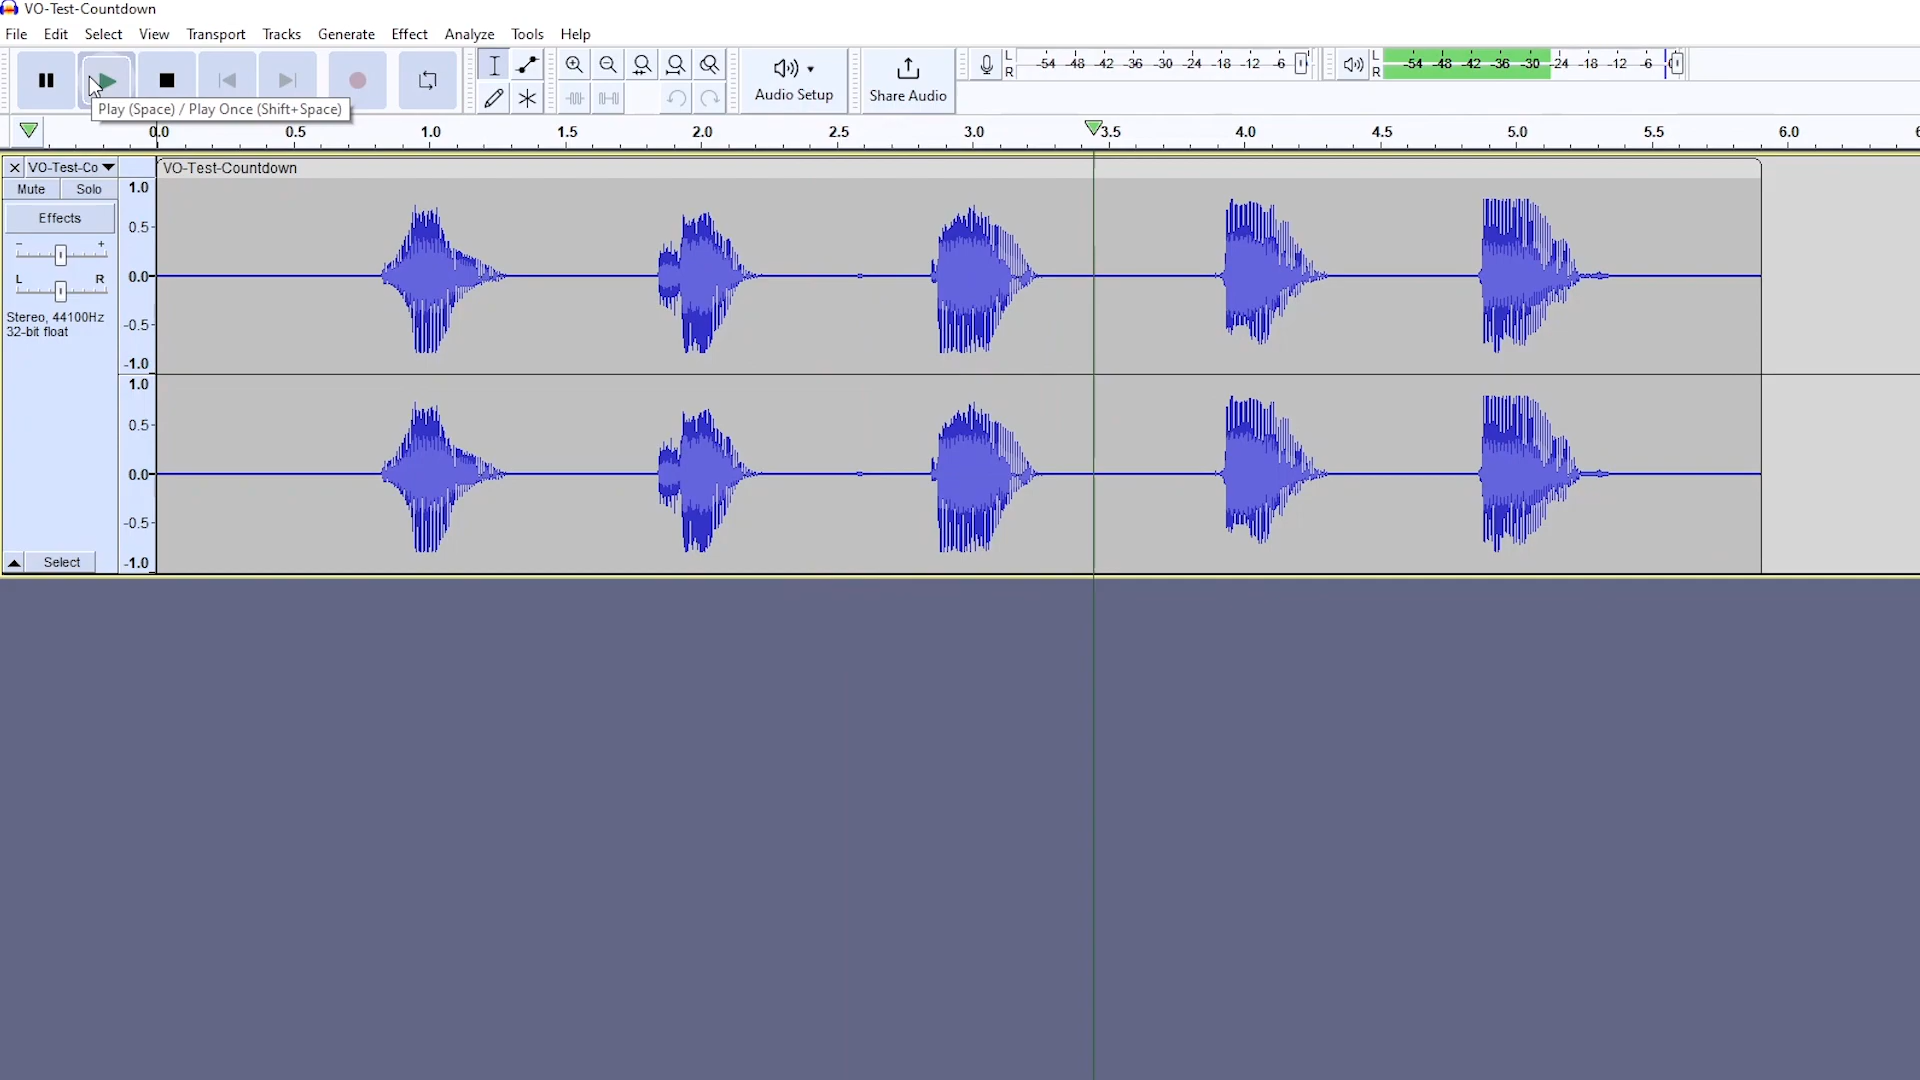 VO-Test-Countdown
File Edit Select View Transport Tracks Generate Effect Analyze Tools Help
L
R
-54 -48 -42 -36 -30 -24 -18 -12 -6
L
R
-54 -48 -42 -36 -30 -24 -18 -12 -6
Audio Setup
Share Audio
Play (Space) / Play Once (Shift+Space)
0.0 0.5 1.0 1.5 2.0 2.5 3.0 3.5 4.0 4.5 5.0 5.5 6.0
VO-Test-Co
VO-Test-Countdown
Mute Solo
Effects
- +
L R
Stereo, 44100Hz
32-bit float
Select
1.0
0.5-
0.0-
-0.5-
-1.0
1.0
0.5-
0.0-
-0.5-
-1.0